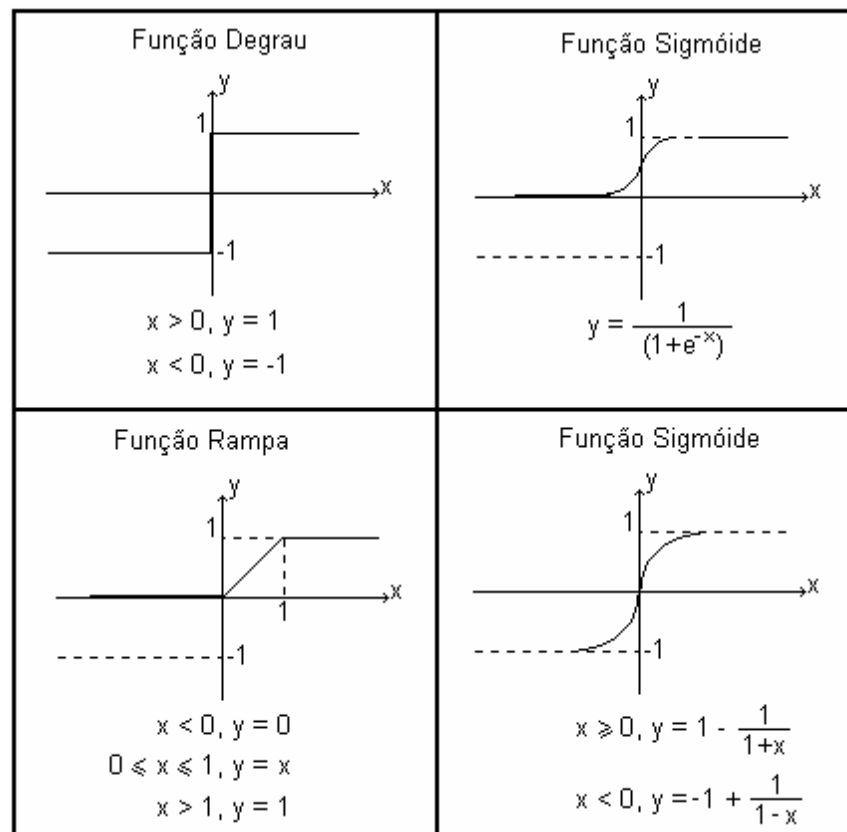 Função Degrau
y
1
x
-1
x > 0, y = 1
x < 0, y = -1
Função Sigmóide
y
1
x
-1
y = 1/(1+e^-x)
Função Rampa
y
1
x
1
-1
x < 0, y = 0
0 ⩽ x ⩽ 1, y = x
x > 1, y = 1
Função Sigmóide
y
1
x
-1
x ⩾ 0, y = 1 - 1/1+x
x < 0, y = -1 + 1/1-x